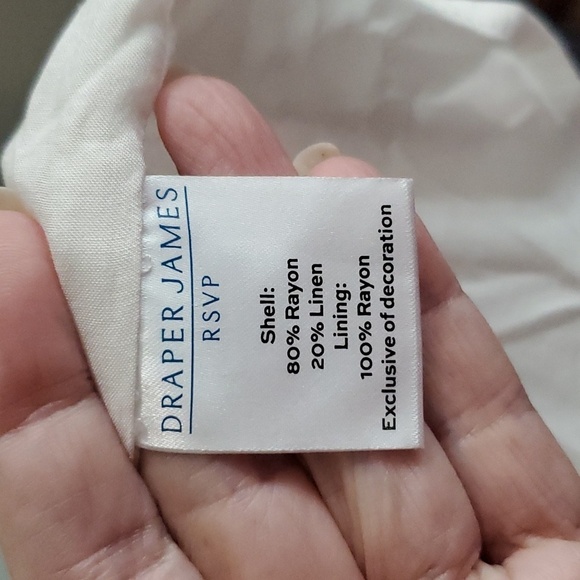 DRAPER JAMES
RSVP
Shell:
80% Rayon
20% Linen
Lining:
100% Rayon
Exclusive of decoration